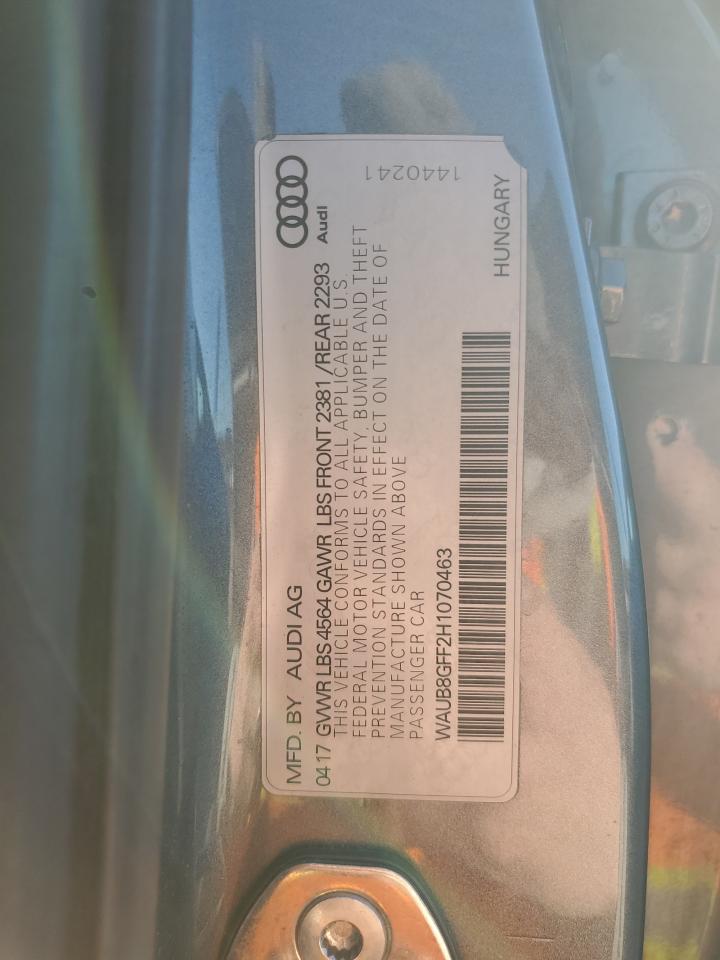 MFD. BY AUDI AG
Audi
04 17 GVWR LBS 4564 GAWR LBS FRONT 2381 /REAR 2293
THIS VEHICLE CONFORMS TO ALL APPLICABLE U.S.
FEDERAL MOTOR VEHICLE SAFETY, BUMPER AND THEFT
PREVENTION STANDARDS IN EFFECT ON THE DATE OF
MANUFACTURE SHOWN ABOVE
PASSENGER CAR
WAUB8GFF2H1070463
HUNGARY
1440241